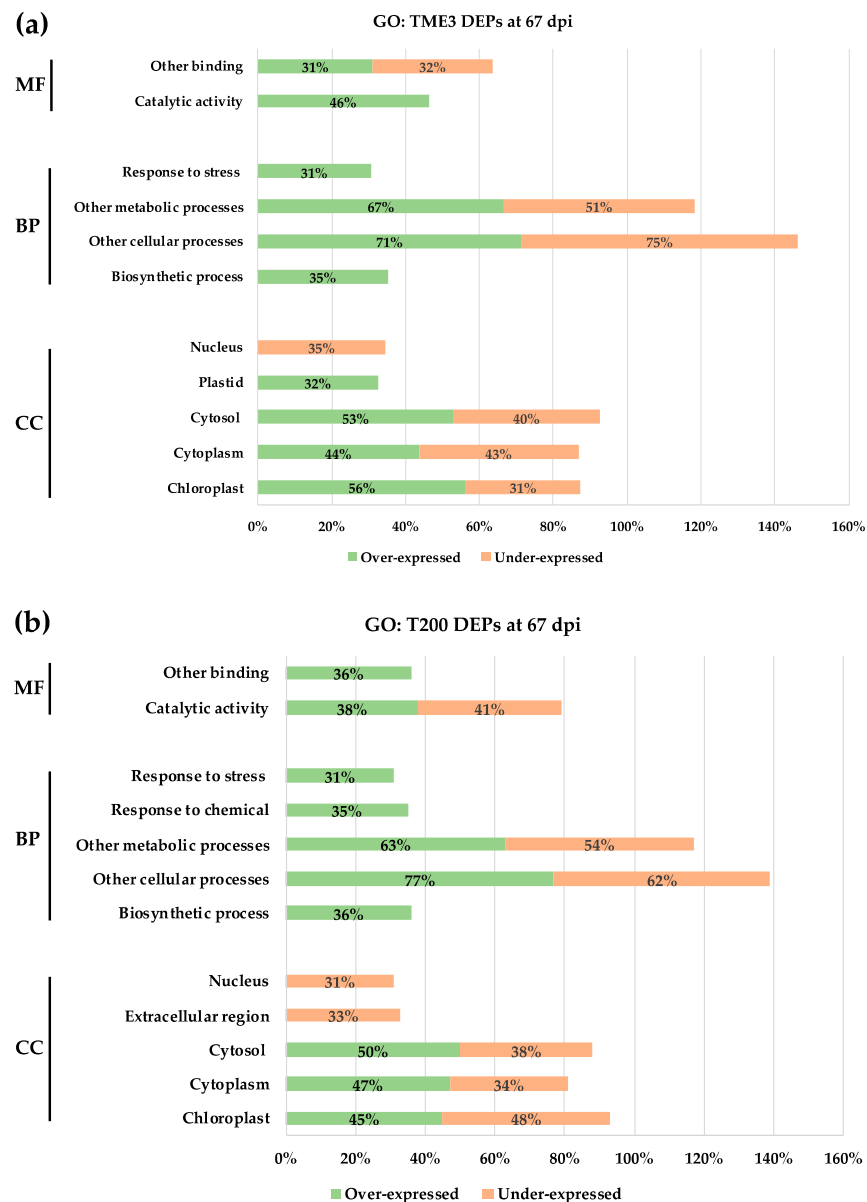 (a)
GO: TME3 DEPs at 67 dpi
MF
Other binding 31% 32%
Catalytic activity 46%
BP
Response to stress 31%
Other metabolic processes 67% 51%
Other cellular processes 71% 75%
Biosynthetic process 35%
CC
Nucleus 35%
Plastid 32%
Cytosol 53% 40%
Cytoplasm 44% 43%
Chloroplast 56% 31%
0% 20% 40% 60% 80% 100% 120% 140% 160%
Over-expressed Under-expressed
(b)
GO: T200 DEPs at 67 dpi
MF
Other binding 36%
Catalytic activity 38% 41%
BP
Response to stress 31%
Response to chemical 35%
Other metabolic processes 63% 54%
Other cellular processes 77% 62%
Biosynthetic process 36%
CC
Nucleus 31%
Extracellular region 33%
Cytosol 50% 38%
Cytoplasm 47% 34%
Chloroplast 45% 48%
0% 20% 40% 60% 80% 100% 120% 140% 160%
Over-expressed Under-expressed